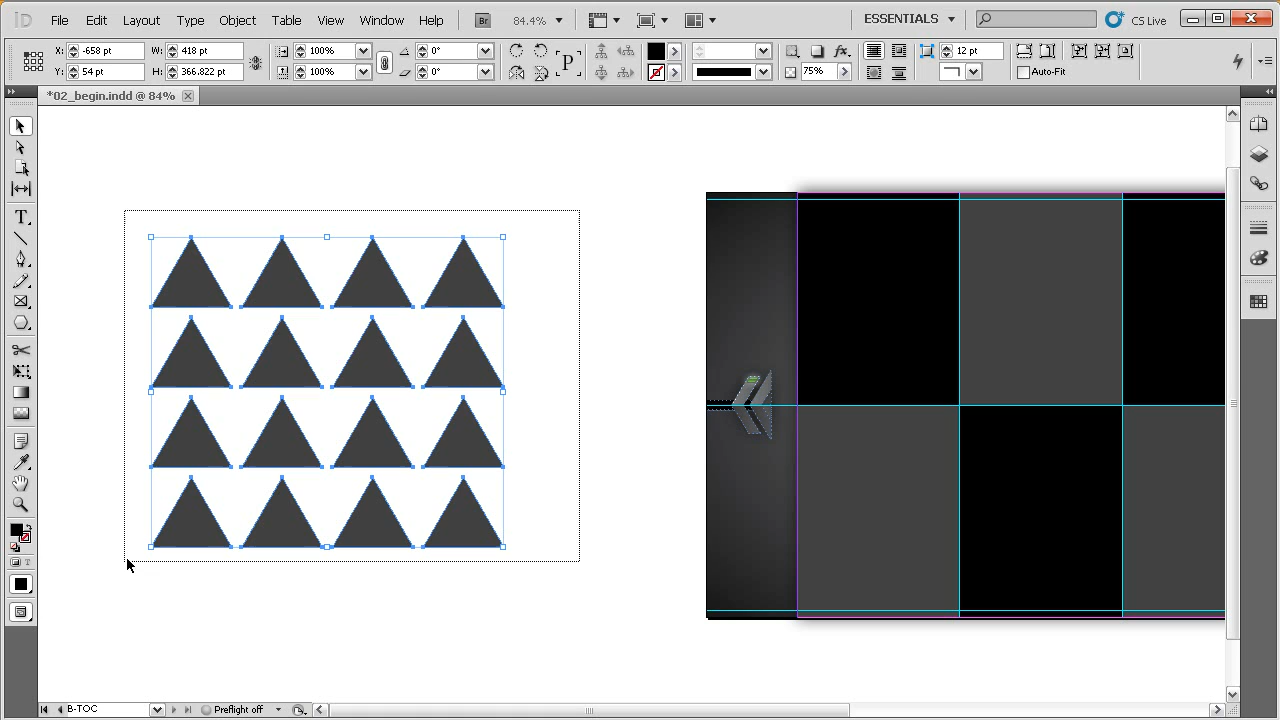 iD File Edit Layout Type Object Table View Window Help Br 84.4% ESSENTIALS CS Live
X: -658 pt W: 418 pt 100% 0° P fx. 12 pt
Y: 54 pt H: 366.822 pt 100% 0° 75% Auto-Fit
*02_begin.indd @ 84%
T
T
B-TOC Preflight off